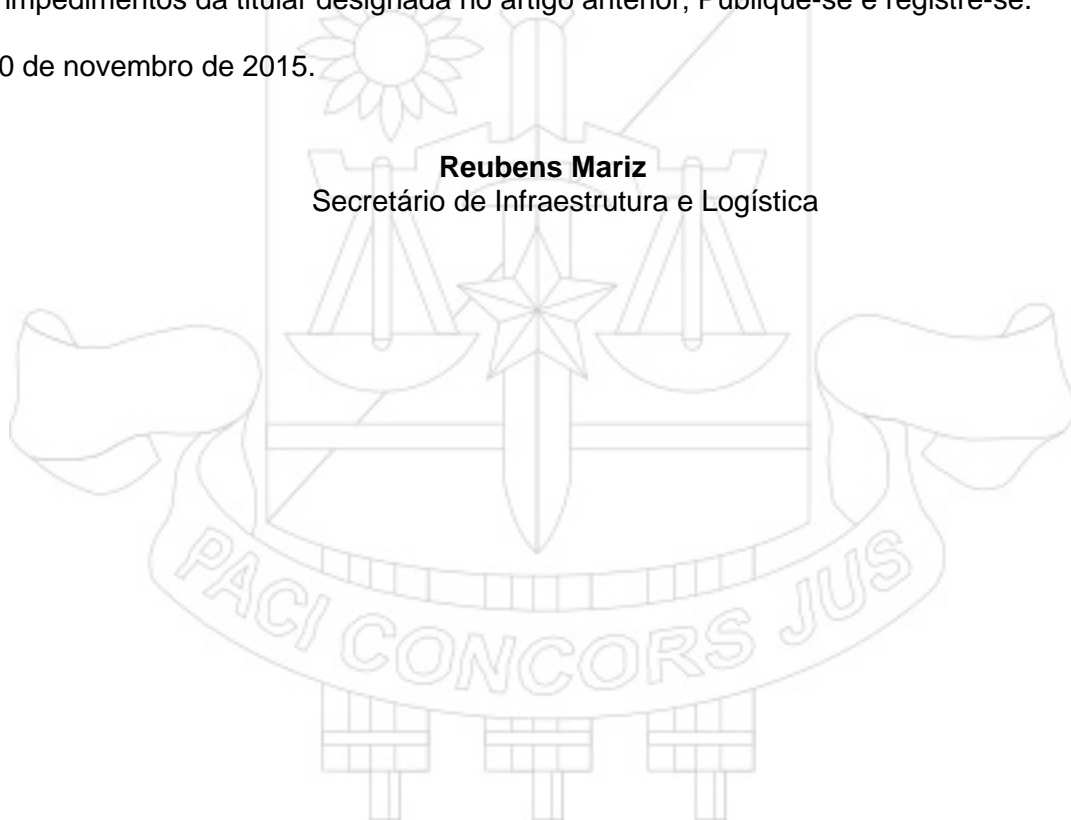 impedimentos da titular designada no artigo anterior; Publique-se e registre-se.
0 de novembro de 2015.
Reubens Mariz
Secretário de Infraestrutura e Logística
PACI CONCORS JUS